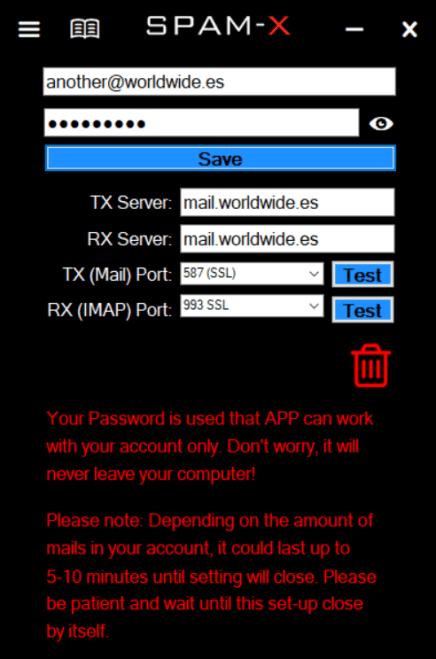 SPAM-X
another@worldwide.es
●●●●●●●●●
Save
TX Server: mail.worldwide.es
RX Server: mail.worldwide.es
TX (Mail) Port: 587 (SSL) Test
RX (IMAP) Port: 993 SSL Test
Your Password is used that APP can work
with your account only. Don't worry, it will
never leave your computer!
Please note: Depending on the amount of
mails in your account, it could last up to
5-10 minutes until setting will close. Please
be patient and wait until this set-up close
by itself.